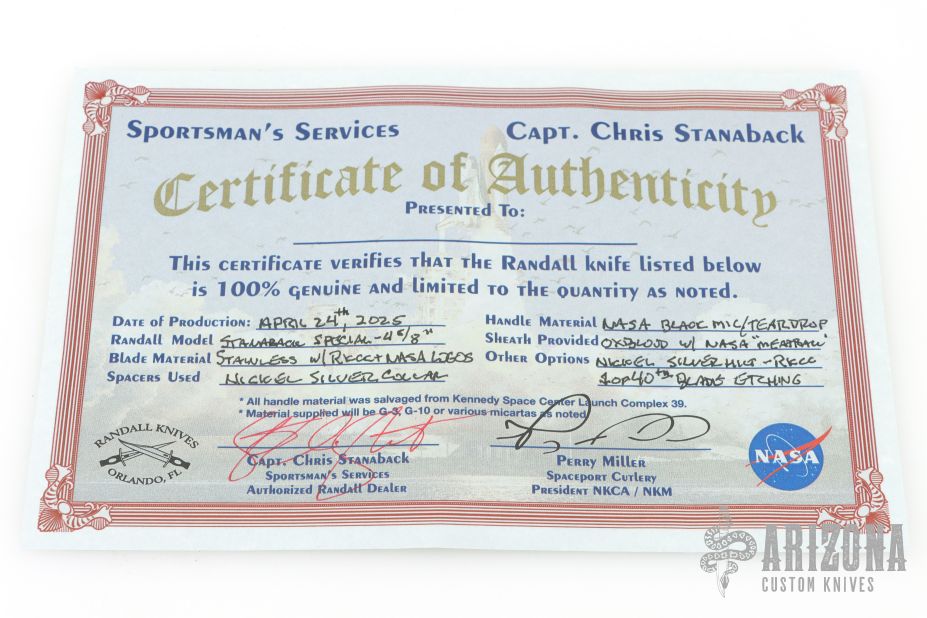 Sportsman's Services Capt. Chris Stanaback
Certificate of Authenticity
Presented To:
This certificate verifies that the Randall knife listed below
is 100% genuine and limited to the quantity as noted.
Date of Production: APRIL 24th, 2025
Randall Model STANABACK SPECIAL - 4 5/8"
Blade Material STAINLESS W/ RKCC + NASA LOGOS
Spacers Used NICKEL SILVER COLLAR
Handle Material NASA BLACK MIC/TEARDROP
Sheath Provided OXBLOOD W/ NASA "MEATBALL"
Other Options NICKEL SILVER HILT - RKCC
1 OF 40 th BLADE ETCHING
* All handle material was salvaged from Kennedy Space Center Launch Complex 39.
* Material supplied will be G-3, G-10 or various micartas as noted
Capt. Chris Stanaback
Sportsman's Services
Authorized Randall Dealer
Perry Miller
Spaceport Cutlery
President NKCA / NKM
RANDALL KNIVES
ORLANDO, FL
NASA
ARIZONA
CUSTOM KNIVES